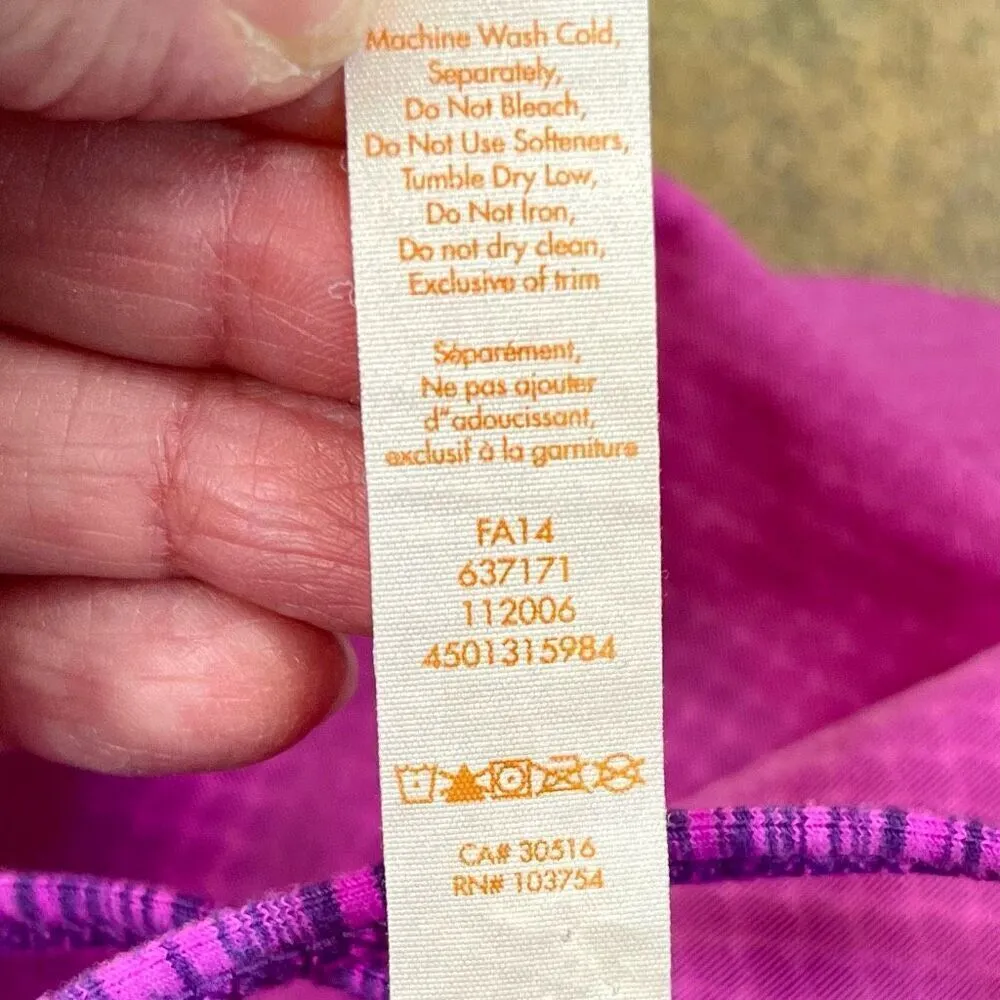 Machine Wash Cold,
Separately,
Do Not Bleach,
Do Not Use Softeners,
Tumble Dry Low,
Do Not Iron,
Do not dry clean,
Exclusive of trim
Séparément,
Ne pas ajouter
d"adoucissant,
exclusif à la garniture
FA14
637171
112006
4501315984
CA# 30516
RN# 103754